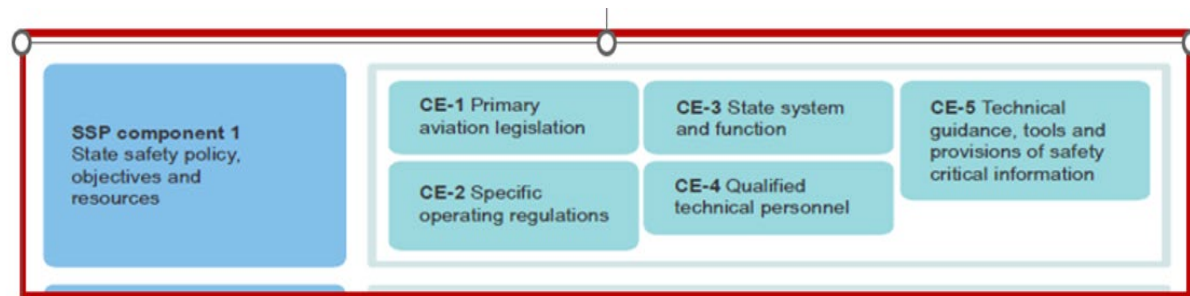 SSP component 1
State safety policy,
objectives and
resources
CE-1 Primary
aviation legislation
CE-2 Specific
operating regulations
CE-3 State system
and function
CE-4 Qualified
technical personnel
CE-5 Technical
guidance, tools and
provisions of safety
critical information